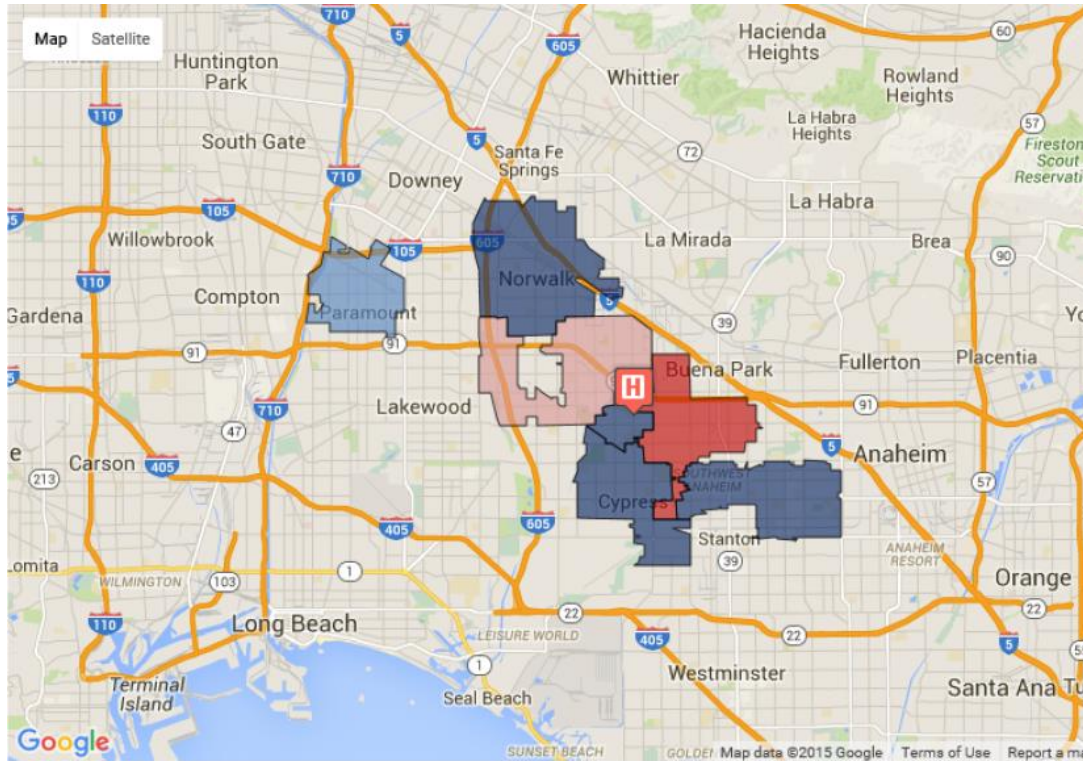 Map
Satellite
710
5
605
60
Hacienda
Heights
Huntington
Park
Whittier
Rowland
Heights
110
La Habra
Heights
57
South Gate
5
Santa Fe
Springs
72
710
Downey
La Habra
105
Willowbrook
105
605
La Mirada
Brea
90
110
Norwalk
Compton
5
Gardena
Paramount
39
91
91
Fullerton
Placentia
Buena Park
H
Lakewood
710
91
47
405
Carson
213
5
Anaheim
SOUTHWEST
ANAHEIM
57
Cypress
405
605
Stanton
39
ANAHEIM
RESORT
Lomita
WILMINGTON
103
1
Orange
110
Long Beach
22
22
22
LEISURE WORLD
405
5
55
1
Westminster
Terminal
Island
Seal Beach
Santa Ana
Google
SUNSET BEACH
Map data ©2015 Google
Terms of Use